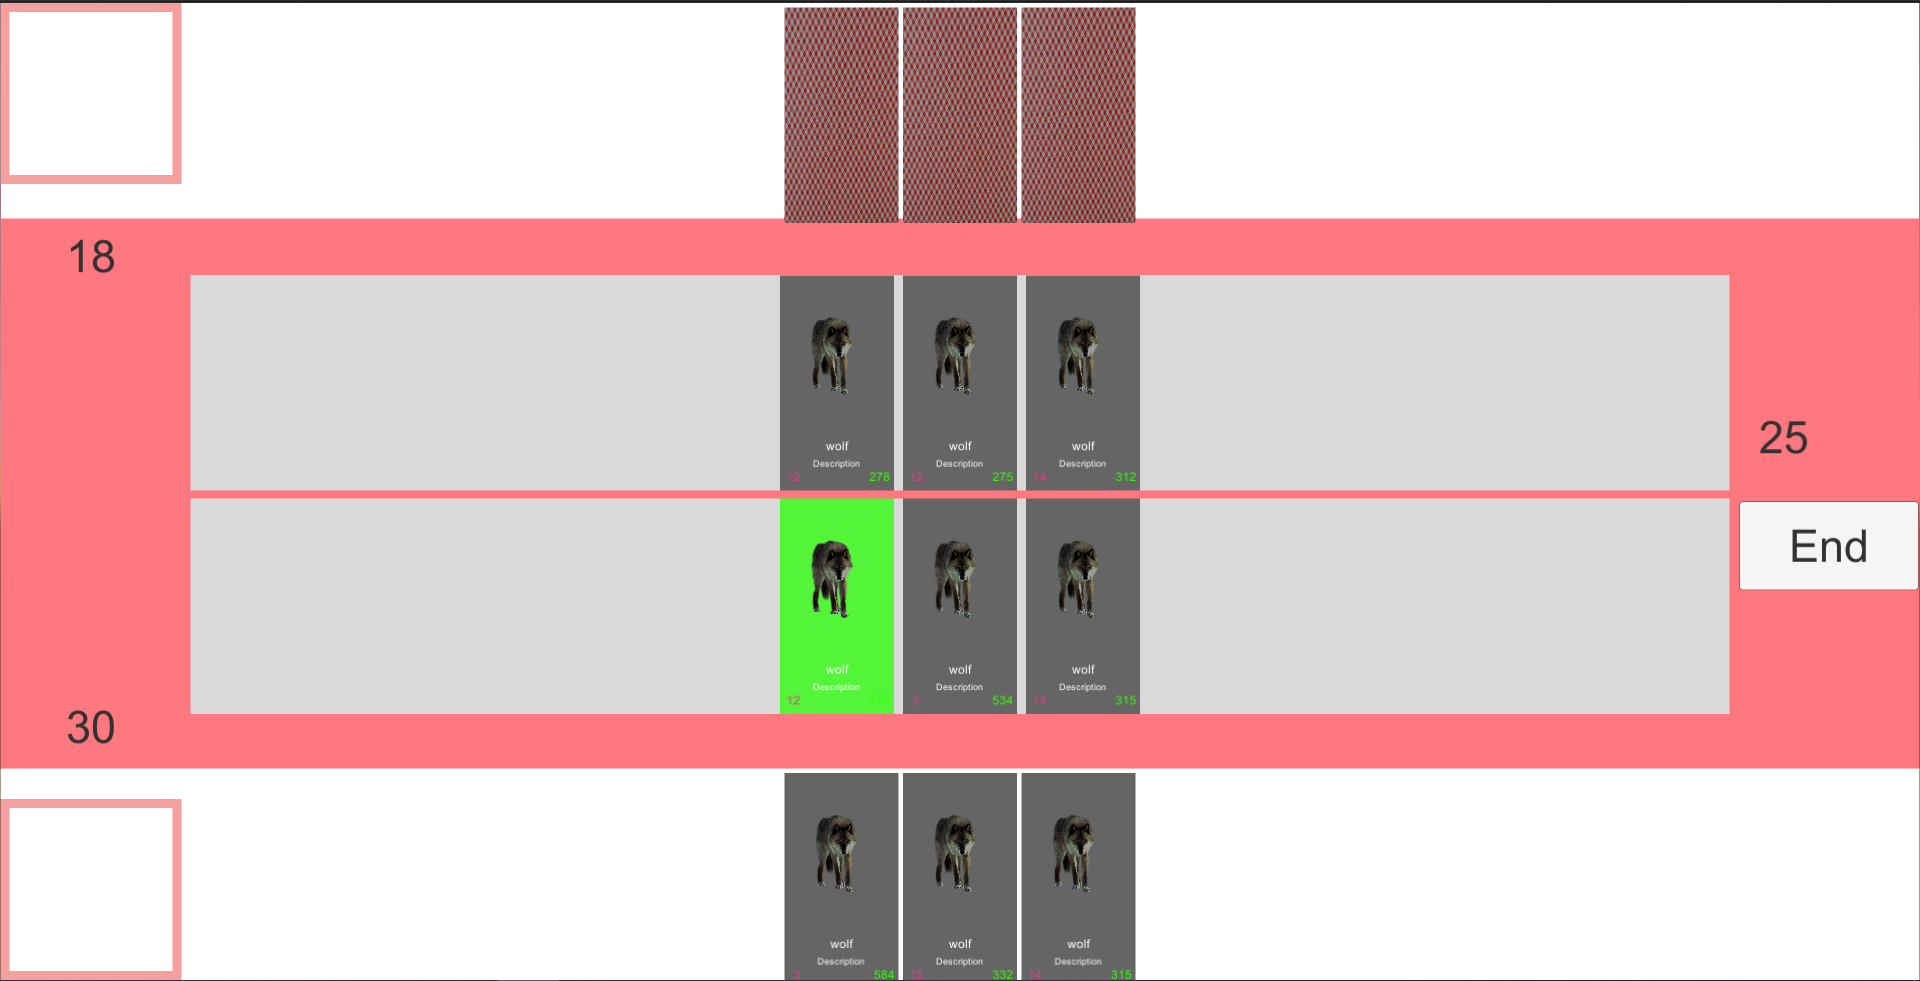 18
wolf wolf wolf
Description Description Description
12 278 12 275 14 312
25
End
wolf wolf wolf
Description Description Description
12 3 534 14 315
30
wolf wolf wolf
Description Description Description
3 584 12 332 14 315